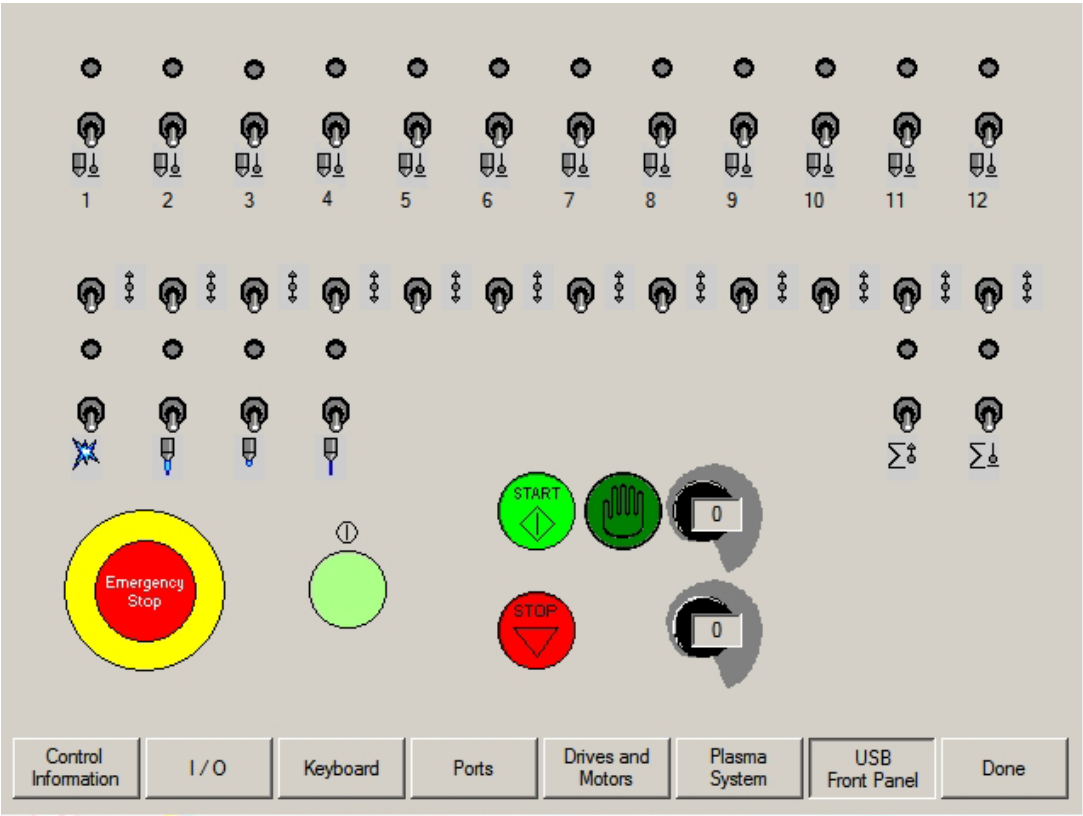 1 2 3 4 5 6 7 8 9 10 11 12
START
0
Emergency
Stop
STOP
0
Control
Information
I / O
Keyboard
Ports
Drives and
Motors
Plasma
System
USB
Front Panel
Done